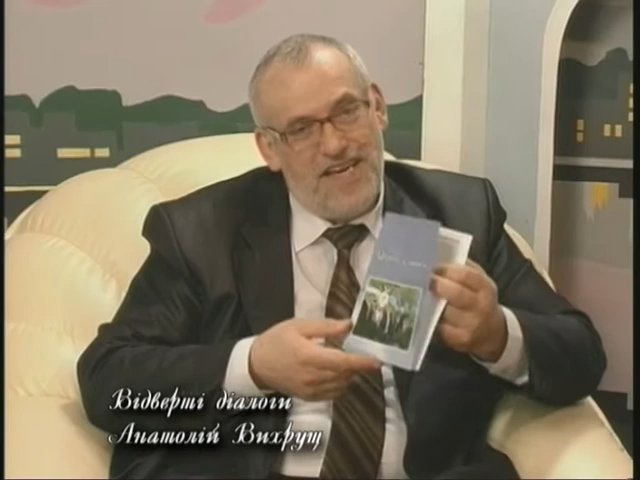 Відверті діалоги
Анатолій Вихрущ